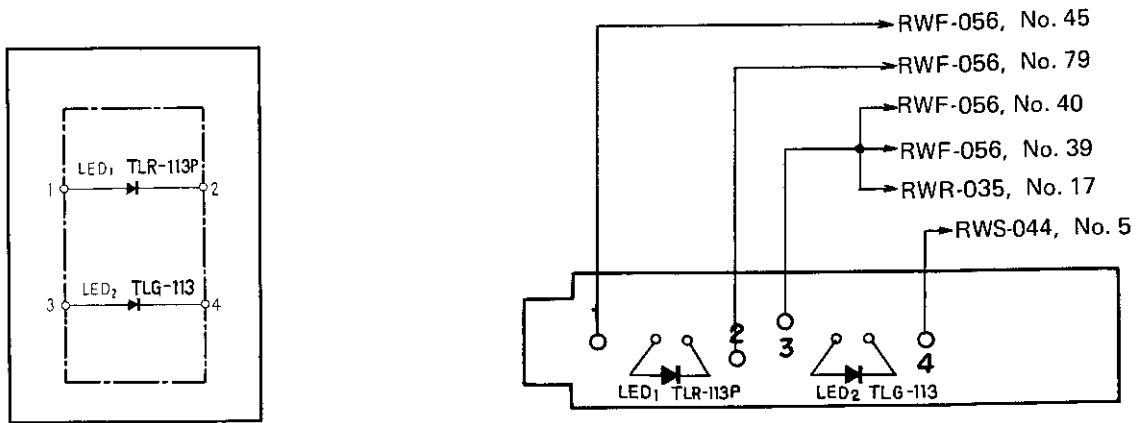 LED₁ TLR-113P
1 2
LED₂ TLG-113
3 4
RWF-056, No. 45
RWF-056, No. 79
RWF-056, No. 40
RWF-056, No. 39
RWR-035, No. 17
RWS-044, No. 5
2
3
4
LED₁ TLR-113P
LED₂ TLG-113